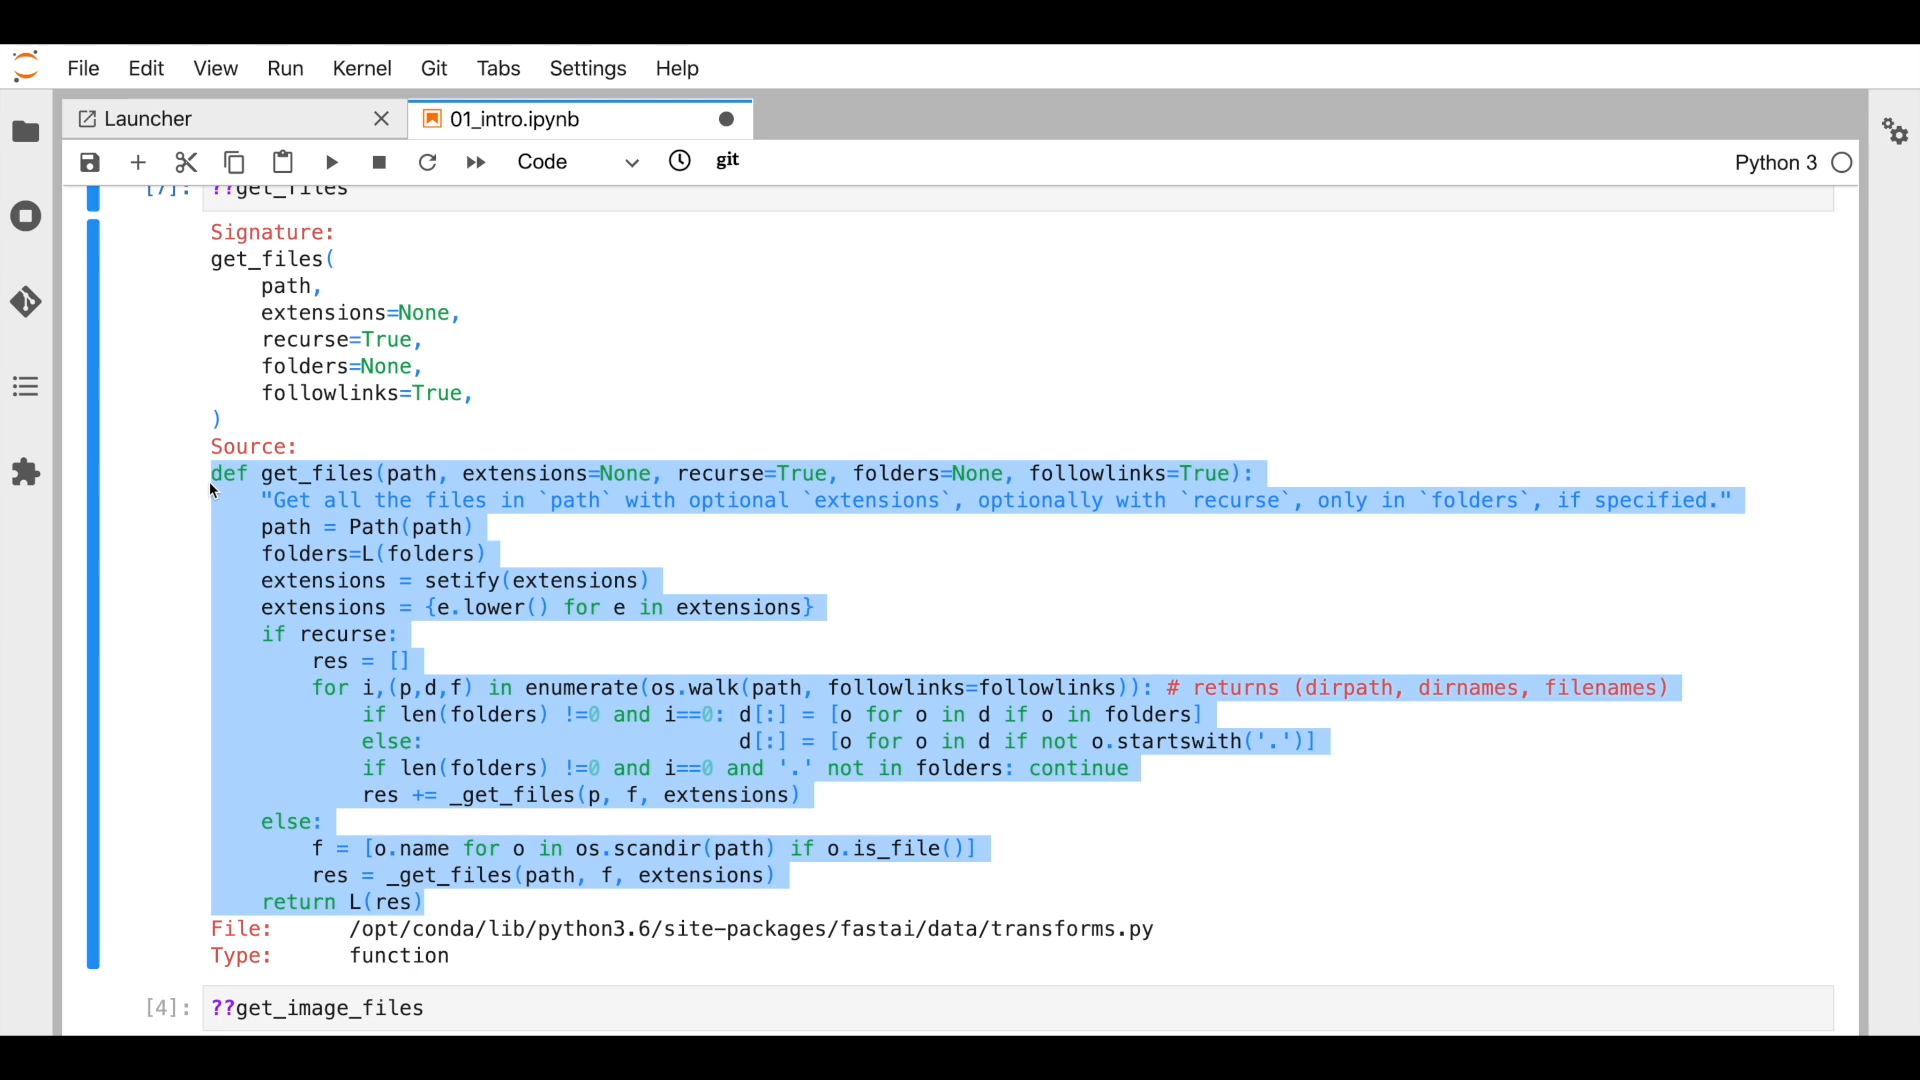 File Edit View Run Kernel Git Tabs Settings Help
Launcher 01_intro.ipynb
Code git Python 3
[7]: ??get_files
Signature:
get_files(
    path,
    extensions=None,
    recurse=True,
    folders=None,
    followlinks=True,
)
Source:
def get_files(path, extensions=None, recurse=True, folders=None, followlinks=True):
    "Get all the files in `path` with optional `extensions`, optionally with `recurse`, only in `folders`, if specified."
    path = Path(path)
    folders=L(folders)
    extensions = setify(extensions)
    extensions = {e.lower() for e in extensions}
    if recurse:
        res = []
        for i,(p,d,f) in enumerate(os.walk(path, followlinks=followlinks)): # returns (dirpath, dirnames, filenames)
            if len(folders) !=0 and i==0: d[:] = [o for o in d if o in folders]
            else:                         d[:] = [o for o in d if not o.startswith('.')]
            if len(folders) !=0 and i==0 and '.' not in folders: continue
            res += _get_files(p, f, extensions)
    else:
        f = [o.name for o in os.scandir(path) if o.is_file()]
        res = _get_files(path, f, extensions)
    return L(res)
File:      /opt/conda/lib/python3.6/site-packages/fastai/data/transforms.py
Type:      function
[4]: ??get_image_files